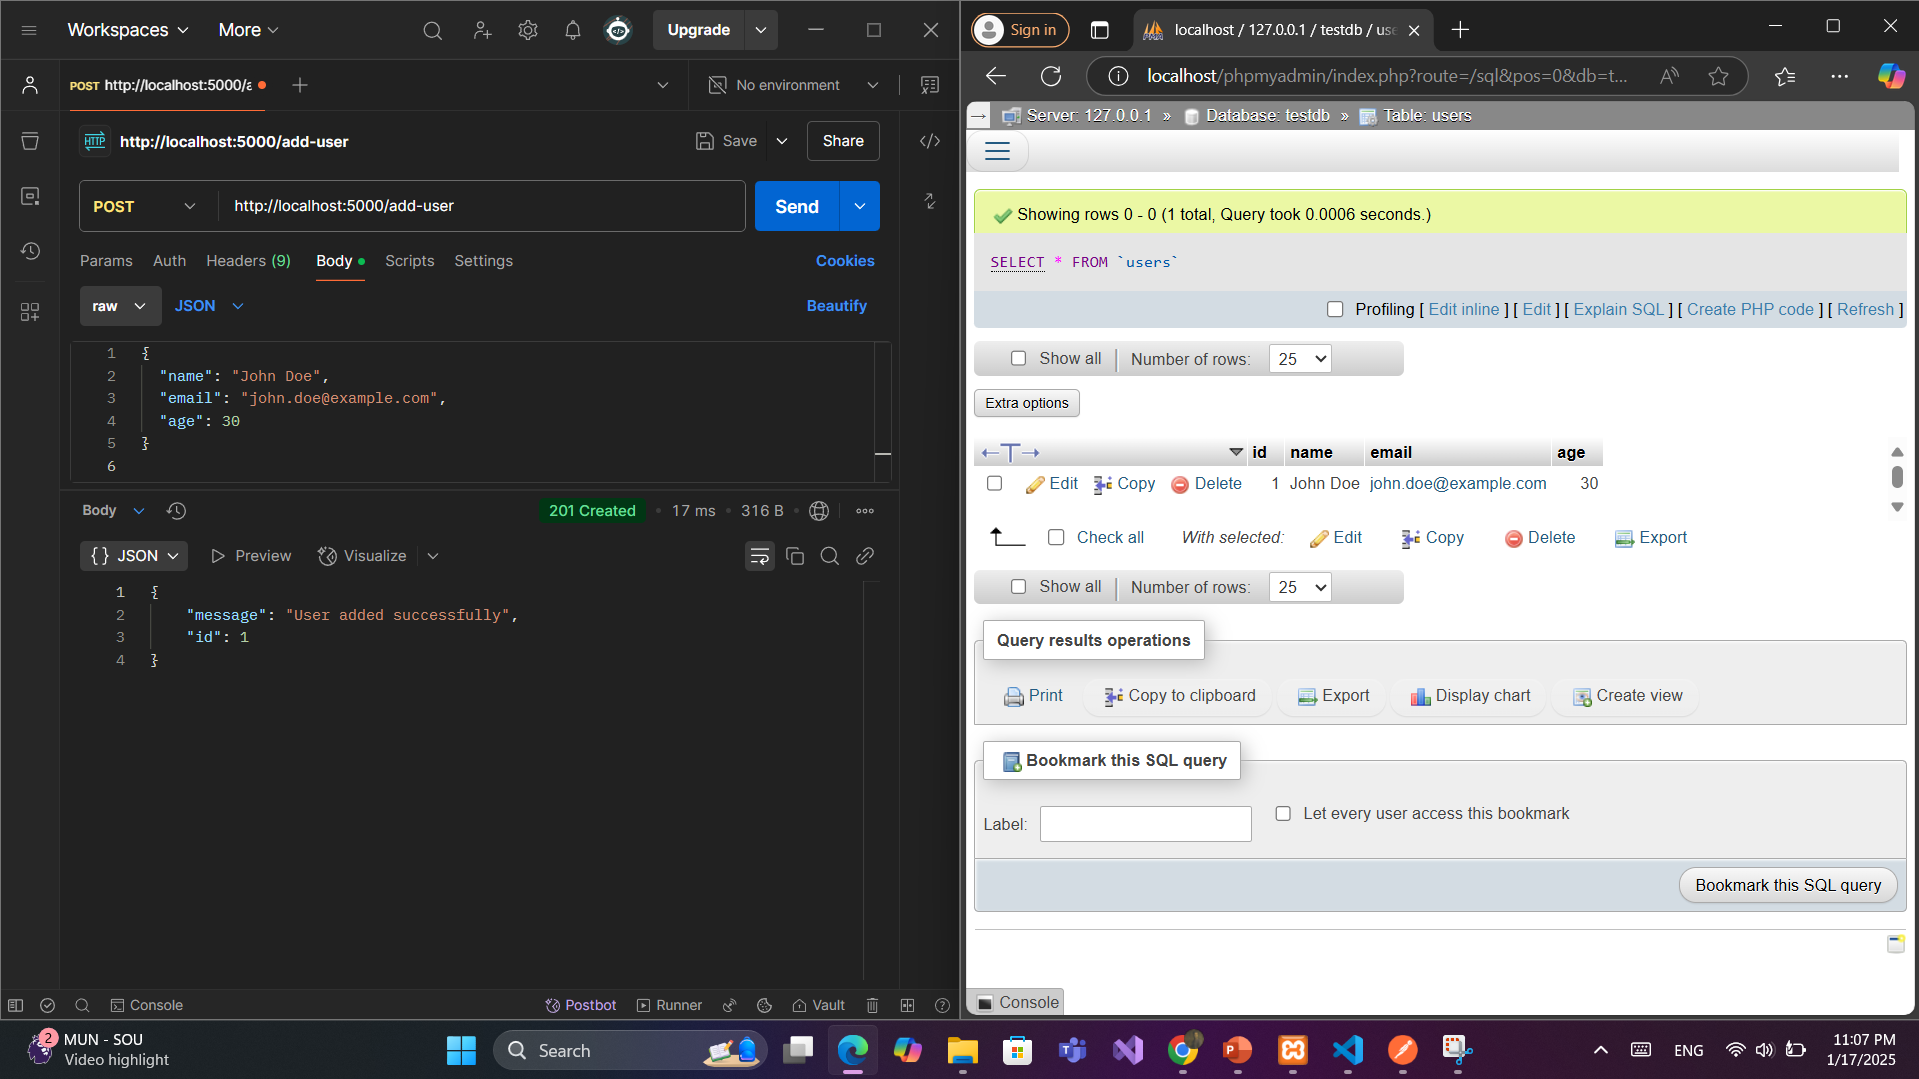 Workspaces More Upgrade
POST http://localhost:5000/a No environment
HTTP http://localhost:5000/add-user Save Share
POST http://localhost:5000/add-user Send
Params Auth Headers (9) Body Scripts Settings Cookies
raw JSON Beautify
1 {
2 "name": "John Doe",
3 "email": "john.doe@example.com",
4 "age": 30
5 }
6
Body 201 Created 17 ms 316 B
{} JSON Preview Visualize
1 {
2 "message": "User added successfully",
3 "id": 1
4 }
Console Postbot Runner Vault
Sign in localhost / 127.0.0.1 / testdb / use
localhost/phpmyadmin/index.php?route=/sql&pos=0&db=t...
Server: 127.0.0.1 » Database: testdb » Table: users
Showing rows 0 - 0 (1 total, Query took 0.0006 seconds.)
SELECT * FROM `users`
Profiling [ Edit inline ] [ Edit ] [ Explain SQL ] [ Create PHP code ] [ Refresh ]
Show all Number of rows: 25
Extra options
id name email age
Edit Copy Delete 1 John Doe john.doe@example.com 30
Check all With selected: Edit Copy Delete Export
Show all Number of rows: 25
Query results operations
Print Copy to clipboard Export Display chart Create view
Bookmark this SQL query
Label: Let every user access this bookmark
Bookmark this SQL query
Console
2 MUN - SOU
Video highlight
Search
ENG
11:07 PM
1/17/2025